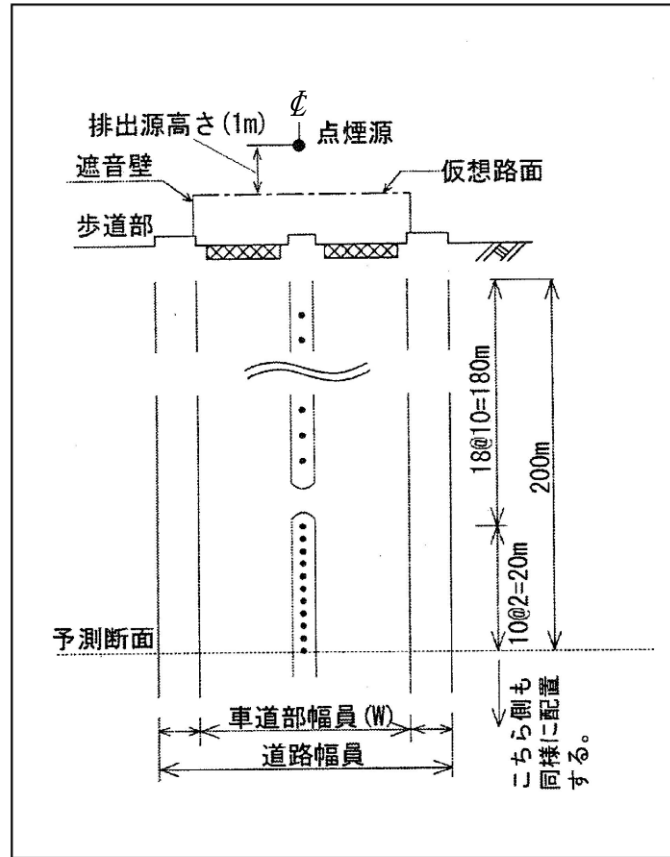 ℄
排出源高さ(1m)
点煙源
遮音壁
仮想路面
歩道部
18@10=180m
200m
10@2=20m
予測断面
車道部幅員(W)
道路幅員
こちら側も
同様に配置
する。